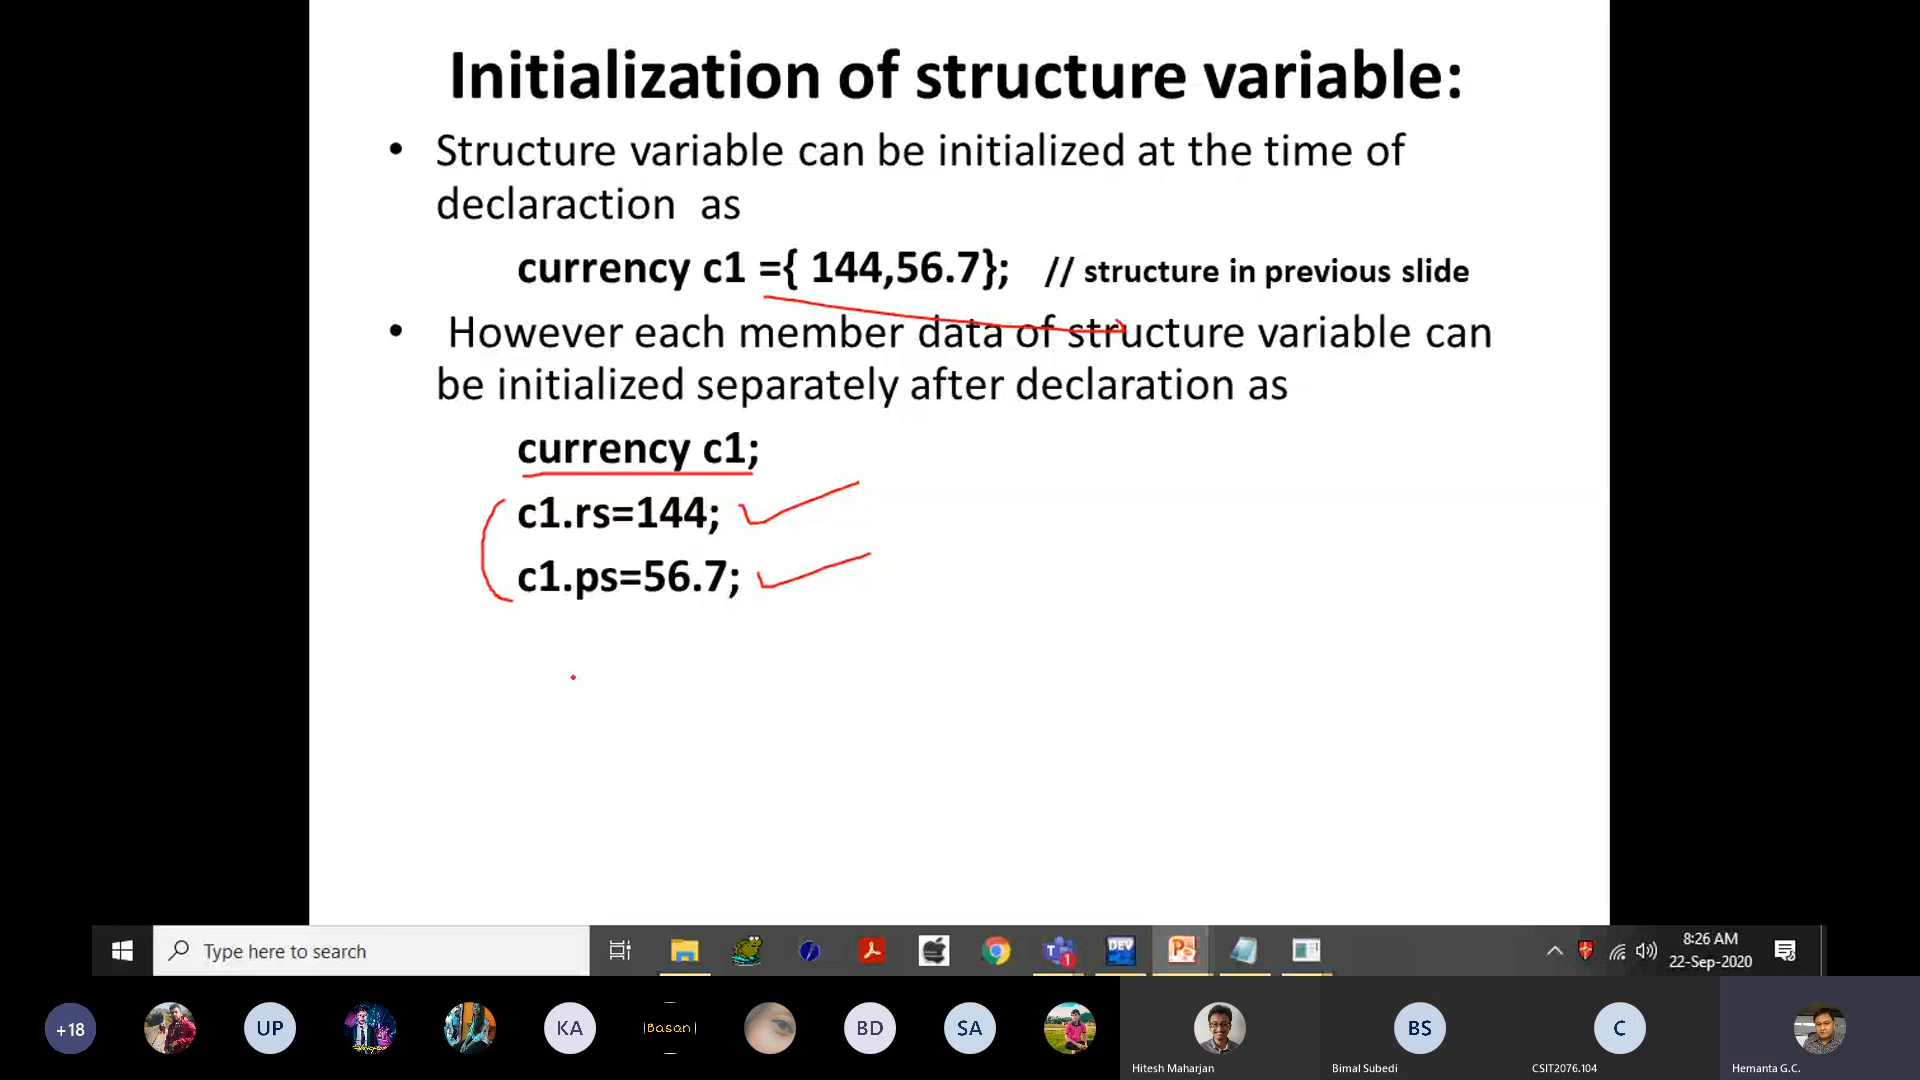 Initialization of structure variable:
• Structure variable can be initialized at the time of
declaraction as
currency c1 ={ 144,56.7}; // structure in previous slide
• However each member data of structure variable can
be initialized separately after declaration as
currency c1;
c1.rs=144;
c1.ps=56.7;
Type here to search
1
DEV
8:26 AM
22-Sep-2020
+18
UP
KA
Basan
BD
SA
BS
C
Hitesh Maharjan
Bimal Subedi
CSIT2076.104
Hemanta G.C.